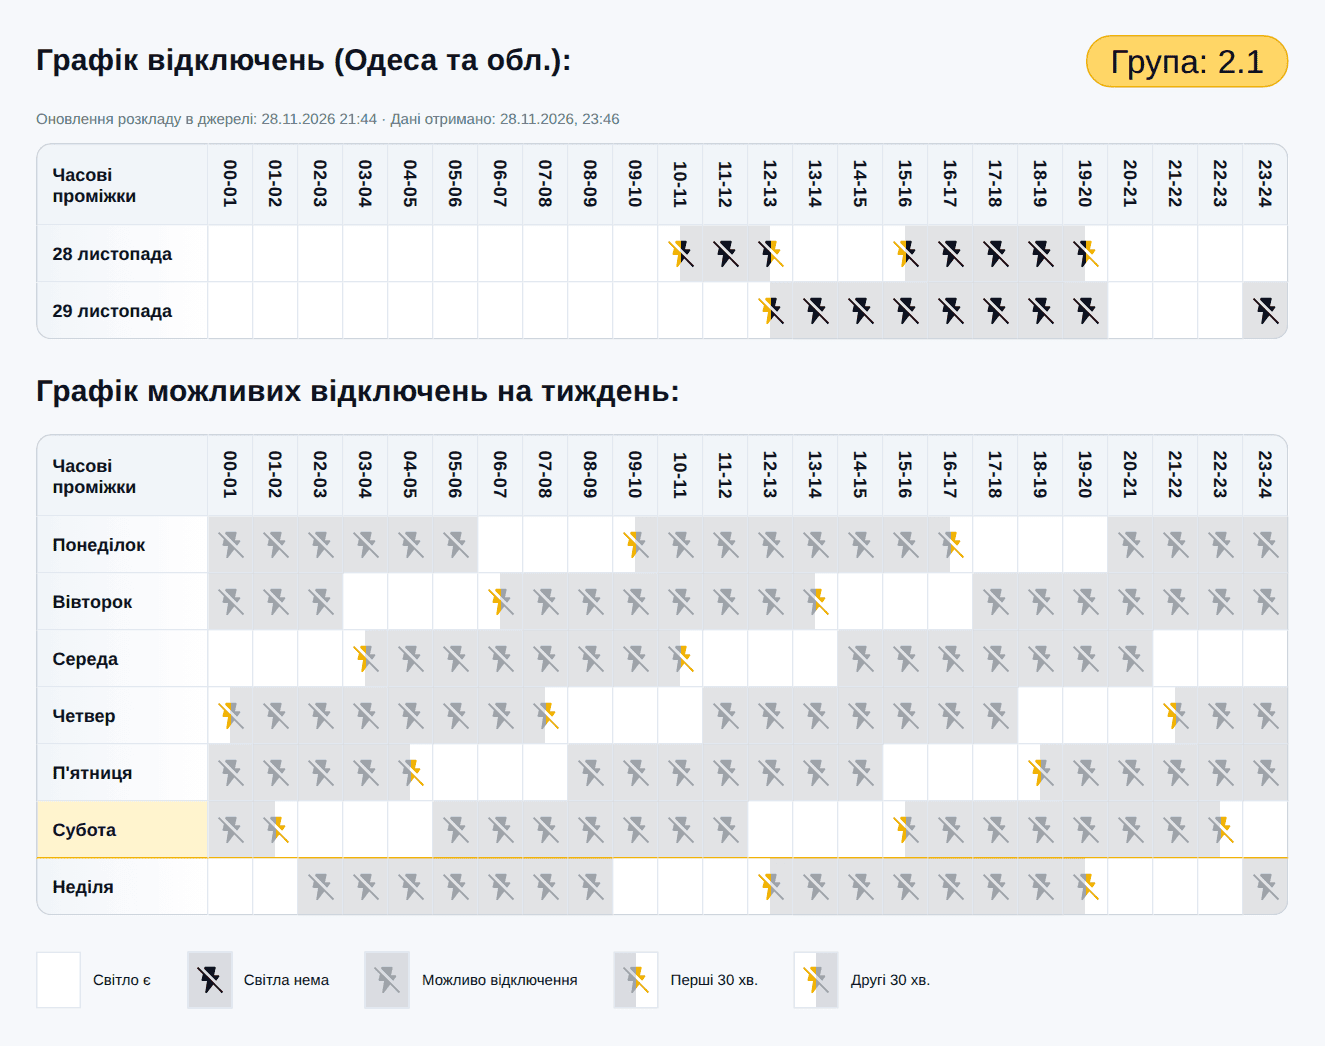 Графік відключень (Одеса та обл.):
Група: 2.1
Оновлення розкладу в джерелі: 28.11.2026 21:44 · Дані отримано: 28.11.2026, 23:46
Часові
проміжки
00-01 01-02 02-03 03-04 04-05 05-06 06-07 07-08 08-09 09-10 10-11 11-12 12-13 13-14 14-15 15-16 16-17 17-18 18-19 19-20 20-21 21-22 22-23 23-24
28 листопада
29 листопада
Графік можливих відключень на тиждень:
Часові
проміжки
00-01 01-02 02-03 03-04 04-05 05-06 06-07 07-08 08-09 09-10 10-11 11-12 12-13 13-14 14-15 15-16 16-17 17-18 18-19 19-20 20-21 21-22 22-23 23-24
Понеділок
Вівторок
Середа
Четвер
П'ятниця
Субота
Неділя
Світло є
Світла нема
Можливо відключення
Перші 30 хв.
Другі 30 хв.